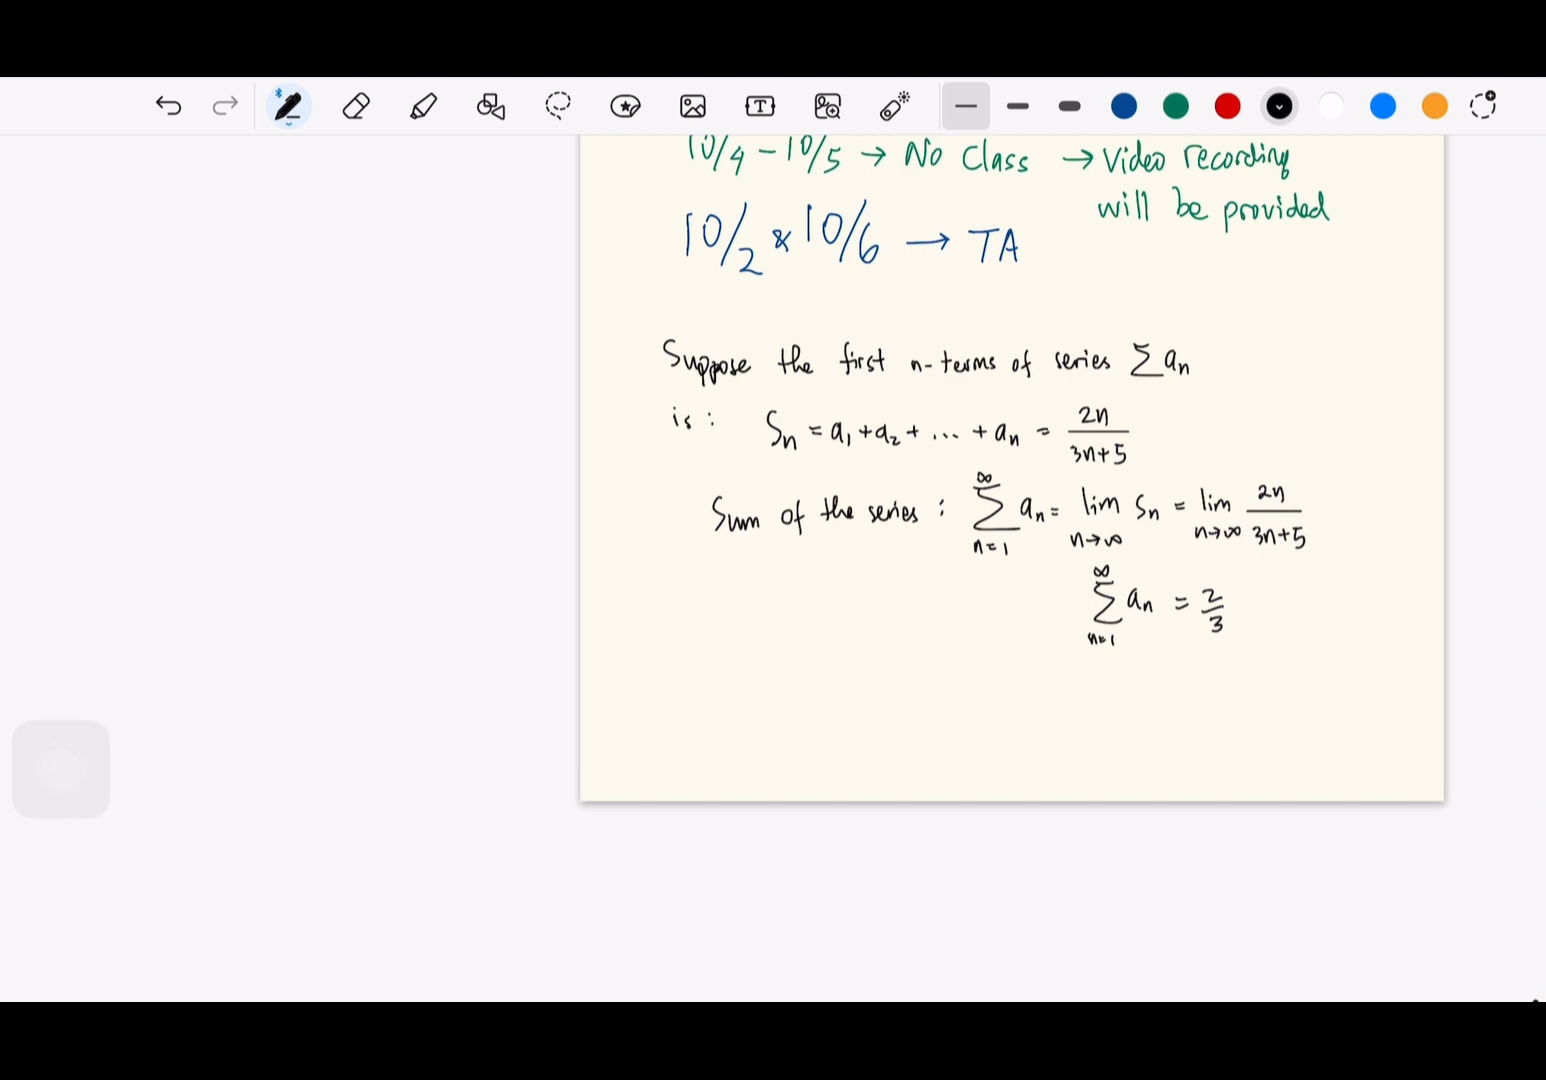 10/4 - 10/5 → No Class → Video recording
will be provided
10/2 & 10/6 → TA
Suppose the first n-terms of series ∑ aₙ
is : Sₙ = a₁ + a₂ + ... + aₙ = 2n/(3n+5)
Sum of the series : ∑_{n=1}^{∞} aₙ = lim_{n→∞} Sₙ = lim_{n→∞} 2n/(3n+5)
∑_{n=1}^{∞} aₙ = 2/3